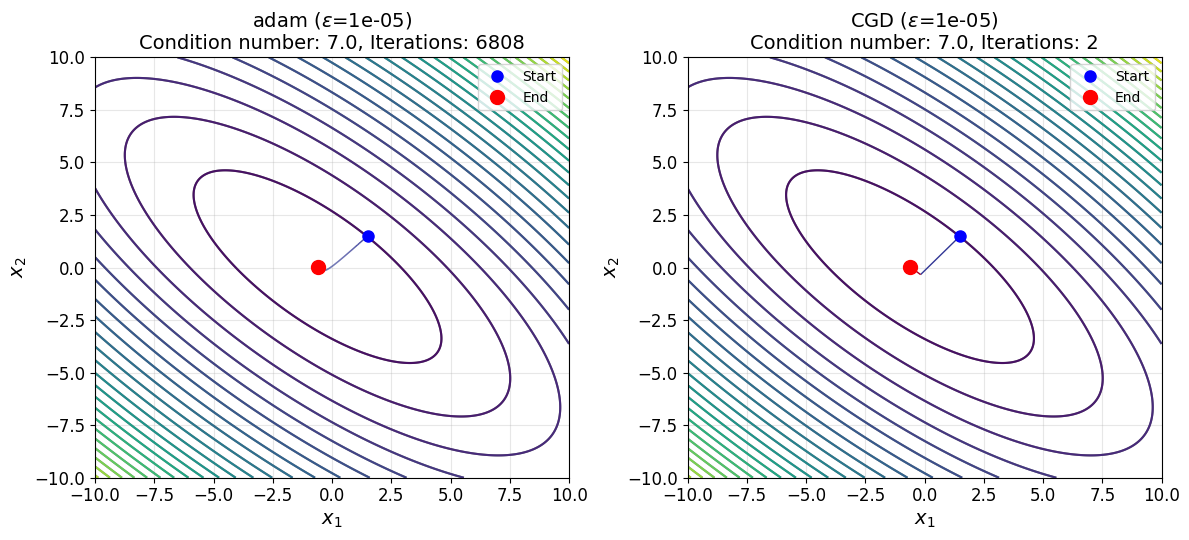 adam (ε=1e-05)
Condition number: 7.0, Iterations: 6808
10.0
7.5
5.0
2.5
0.0
−2.5
−5.0
−7.5
−10.0
x₂
Start
End
−10.0 −7.5 −5.0 −2.5 0.0 2.5 5.0 7.5 10.0
x₁
CGD (ε=1e-05)
Condition number: 7.0, Iterations: 2
10.0
7.5
5.0
2.5
0.0
−2.5
−5.0
−7.5
−10.0
x₂
Start
End
−10.0 −7.5 −5.0 −2.5 0.0 2.5 5.0 7.5 10.0
x₁